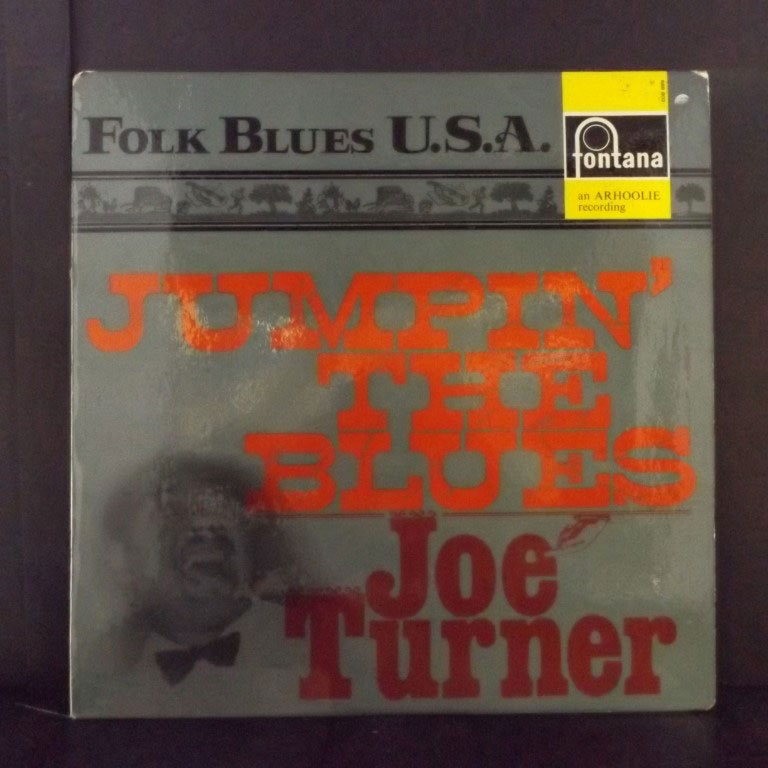 FOLK BLUES U.S.A.
fontana
an ARHOOLIE
recording
JUMPIN'
THE
BLUES
Joe
Turner